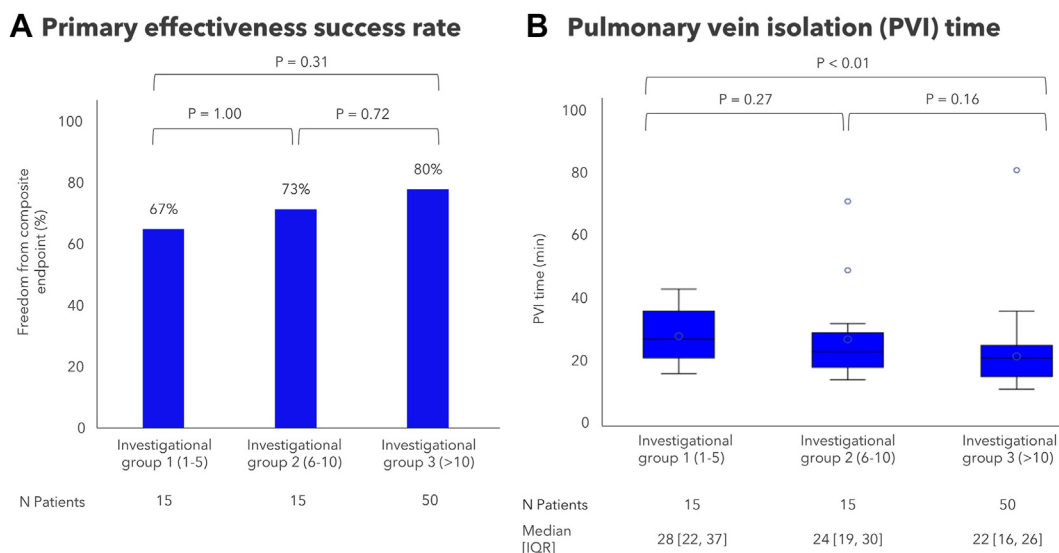 A Primary effectiveness success rate
P = 0.31
P = 1.00
P = 0.72
100
80
60
40
20
0
Freedom from composite
endpoint (%)
67%
73%
80%
Investigational
group 1 (1-5)
Investigational
group 2 (6-10)
Investigational
group 3 (>10)
N Patients
15
15
50
B Pulmonary vein isolation (PVI) time
P < 0.01
P = 0.27
P = 0.16
100
80
60
40
20
0
PVI time (min)
Investigational
group 1 (1-5)
Investigational
group 2 (6-10)
Investigational
group 3 (>10)
N Patients
15
15
50
Median
[IQR]
28 [22, 37]
24 [19, 30]
22 [16, 26]